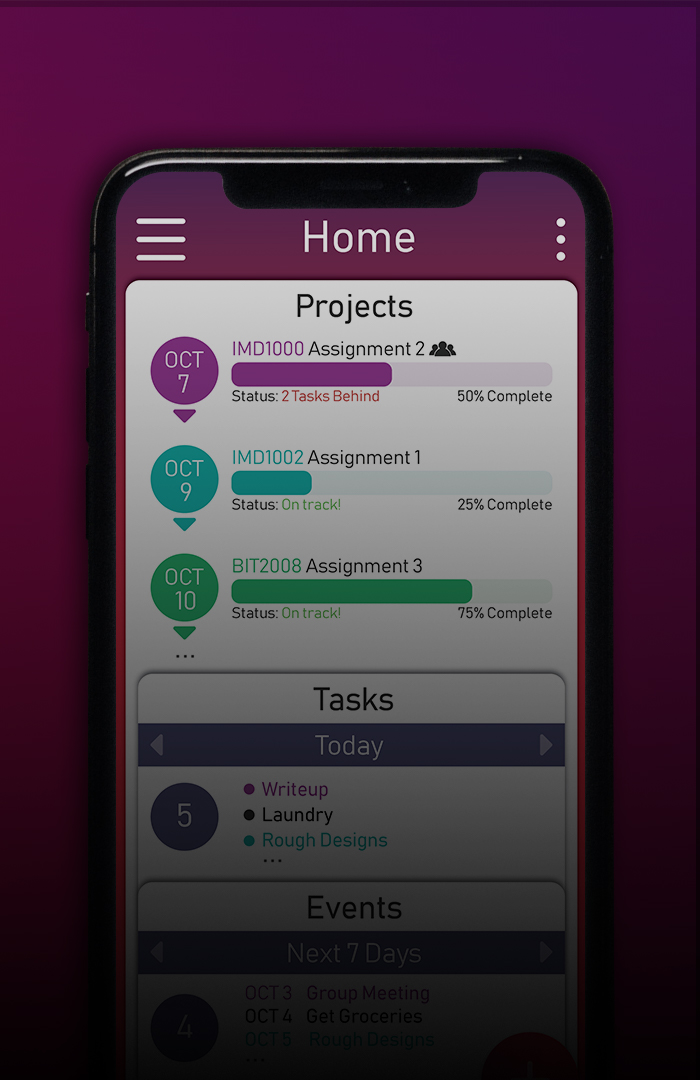 Home
Projects
OCT
7
IMD1000 Assignment 2
Status: 2 Tasks Behind 50% Complete
OCT
9
IMD1002 Assignment 1
Status: On track! 25% Complete
OCT
10
BIT2008 Assignment 3
Status: On track! 75% Complete
...
Tasks
Today
5
Writeup
Laundry
Rough Designs
...
Events
Next 7 Days
4
OCT 3 Group Meeting
OCT 4 Get Groceries
OCT 5 Rough Designs
...